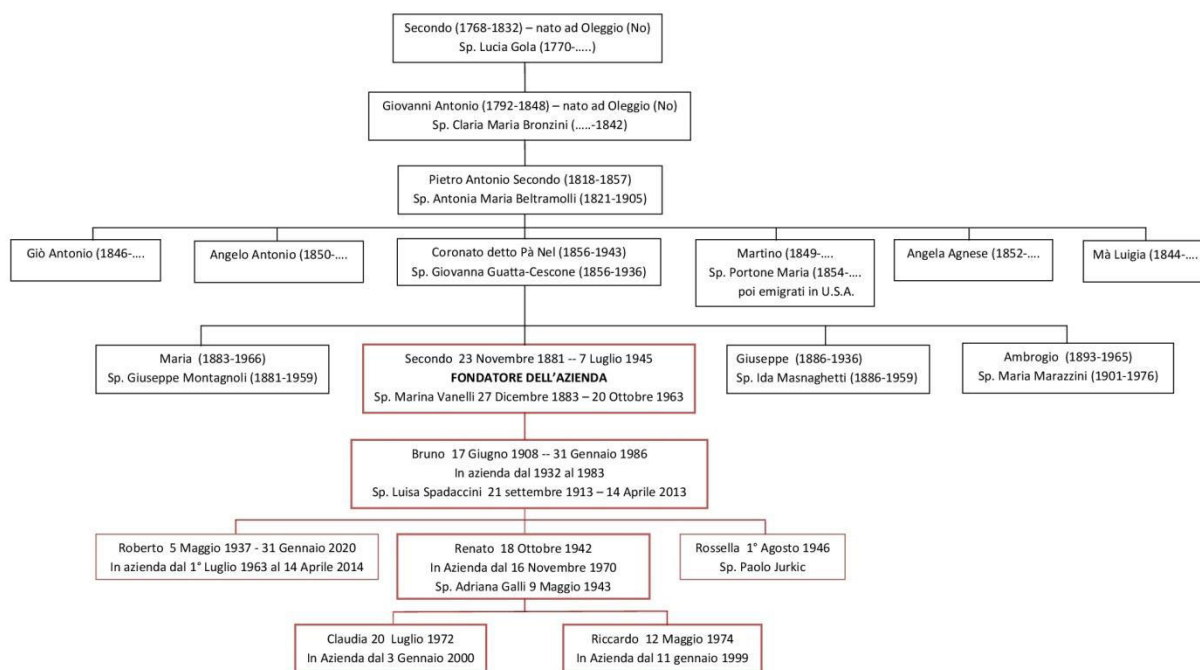 Secondo (1768-1832) – nato ad Oleggio (No)
Sp. Lucia Gola (1770-…..)
Giovanni Antonio (1792-1848) – nato ad Oleggio (No)
Sp. Claria Maria Bronzini (…..-1842)
Pietro Antonio Secondo (1818-1857)
Sp. Antonia Maria Beltramolli (1821-1905)
Giò Antonio (1846-….
Angelo Antonio (1850-….
Coronato detto Pà Nel (1856-1943)
Sp. Giovanna Guatta-Cescone (1856-1936)
Martino (1849-….
Sp. Portone Maria (1854-….
poi emigrati in U.S.A.
Angela Agnese (1852-….
Mà Luigia (1844-….
Maria (1883-1966)
Sp. Giuseppe Montagnoli (1881-1959)
Secondo 23 Novembre 1881 -- 7 Luglio 1945
FONDATORE DELL'AZIENDA
Sp. Marina Vanelli 27 Dicembre 1883 – 20 Ottobre 1963
Giuseppe (1886-1936)
Sp. Ida Masnaghetti (1886-1959)
Ambrogio (1893-1965)
Sp. Maria Marazzini (1901-1976)
Bruno 17 Giugno 1908 -- 31 Gennaio 1986
In azienda dal 1932 al 1983
Sp. Luisa Spadaccini 21 settembre 1913 – 14 Aprile 2013
Roberto 5 Maggio 1937 - 31 Gennaio 2020
In azienda dal 1° Luglio 1963 al 14 Aprile 2014
Renato 18 Ottobre 1942
In Azienda dal 16 Novembre 1970
Sp. Adriana Galli 9 Maggio 1943
Rossella 1° Agosto 1946
Sp. Paolo Jurkic
Claudia 20 Luglio 1972
In Azienda dal 3 Gennaio 2000
Riccardo 12 Maggio 1974
In Azienda dal 11 gennaio 1999